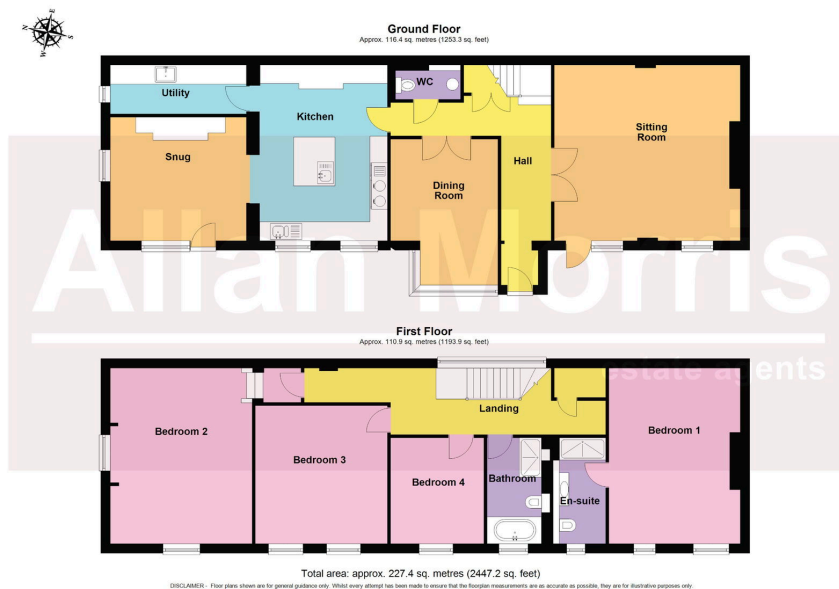 N
E
S
W
Ground Floor
Approx. 116.4 sq. metres (1253.3 sq. feet)
Utility
Kitchen
WC
Snug
Sitting
Room
Hall
Dining
Room
Allan Morris
First Floor
Approx. 110.9 sq. metres (1193.9 sq. feet)
estate agents
Landing
Bedroom 2
Bedroom 1
Bedroom 3
Bedroom 4
Bathroom
En-suite
Total area: approx. 227.4 sq. metres (2447.2 sq. feet)
DISCLAIMER - Floor plans shown are for general guidance only. Whilst every attempt has been made to ensure that the floorplan measurements are as accurate as possible, they are for illustrative purposes only.